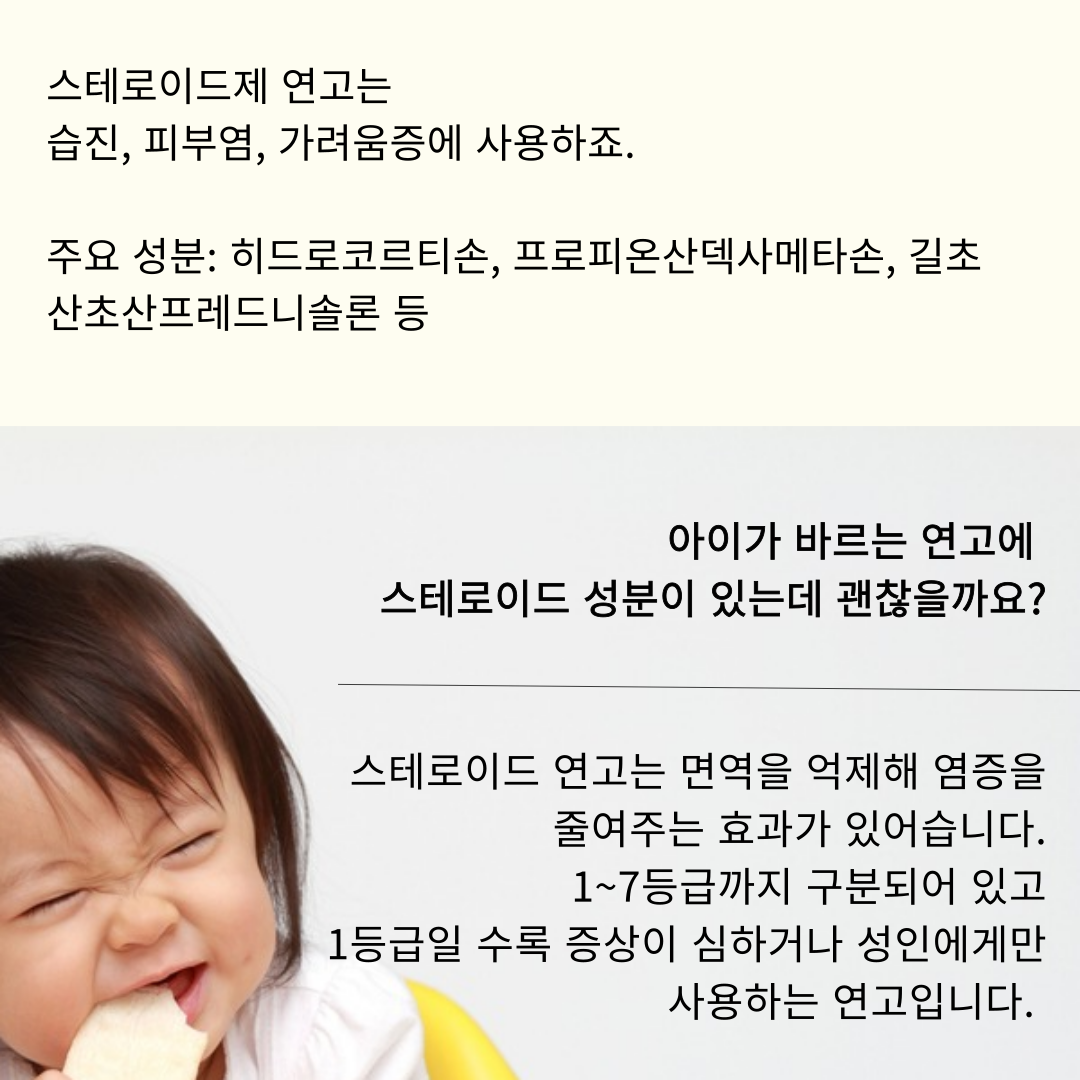 스테로이드제 연고는
습진, 피부염, 가려움증에 사용하죠.
주요 성분: 히드로코르티손, 프로피온산덱사메타손, 길초
산초산프레드니솔론 등
아이가 바르는 연고에
스테로이드 성분이 있는데 괜찮을까요?
스테로이드 연고는 면역을 억제해 염증을
줄여주는 효과가 있어습니다.
1~7등급까지 구분되어 있고
1등급일 수록 증상이 심하거나 성인에게만
사용하는 연고입니다.